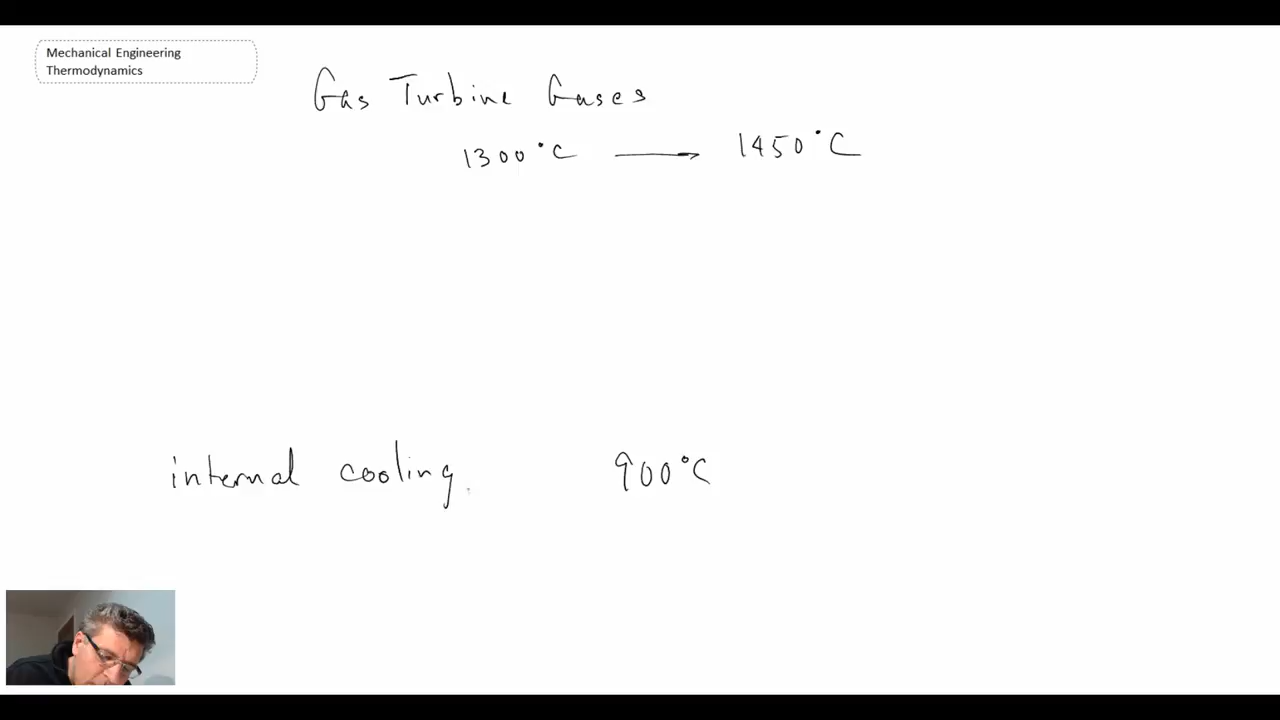 Mechanical Engineering
Thermodynamics
Gas Turbine Gases
1300°C → 1450°C
internal cooling 900°C